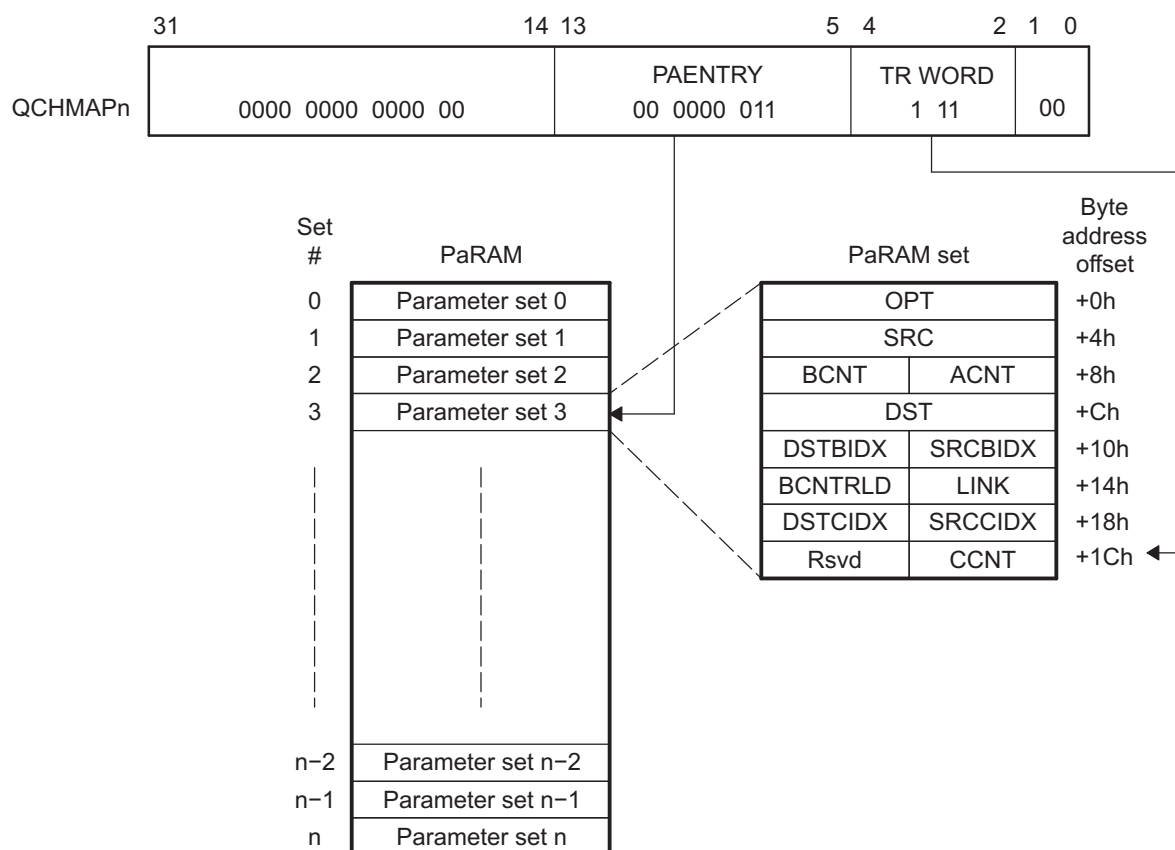 31 14 13 5 4 2 1 0
PAENTRY TR WORD
QCHMAPn 0000 0000 0000 00 00 0000 011 1 11 00
Set
#
PaRAM
0 Parameter set 0
1 Parameter set 1
2 Parameter set 2
3 Parameter set 3
n−2 Parameter set n−2
n−1 Parameter set n−1
n Parameter set n
PaRAM set
Byte
address
offset
OPT +0h
SRC +4h
BCNT ACNT +8h
DST +Ch
DSTBIDX SRCBIDX +10h
BCNTRLD LINK +14h
DSTCIDX SRCCIDX +18h
Rsvd CCNT +1Ch